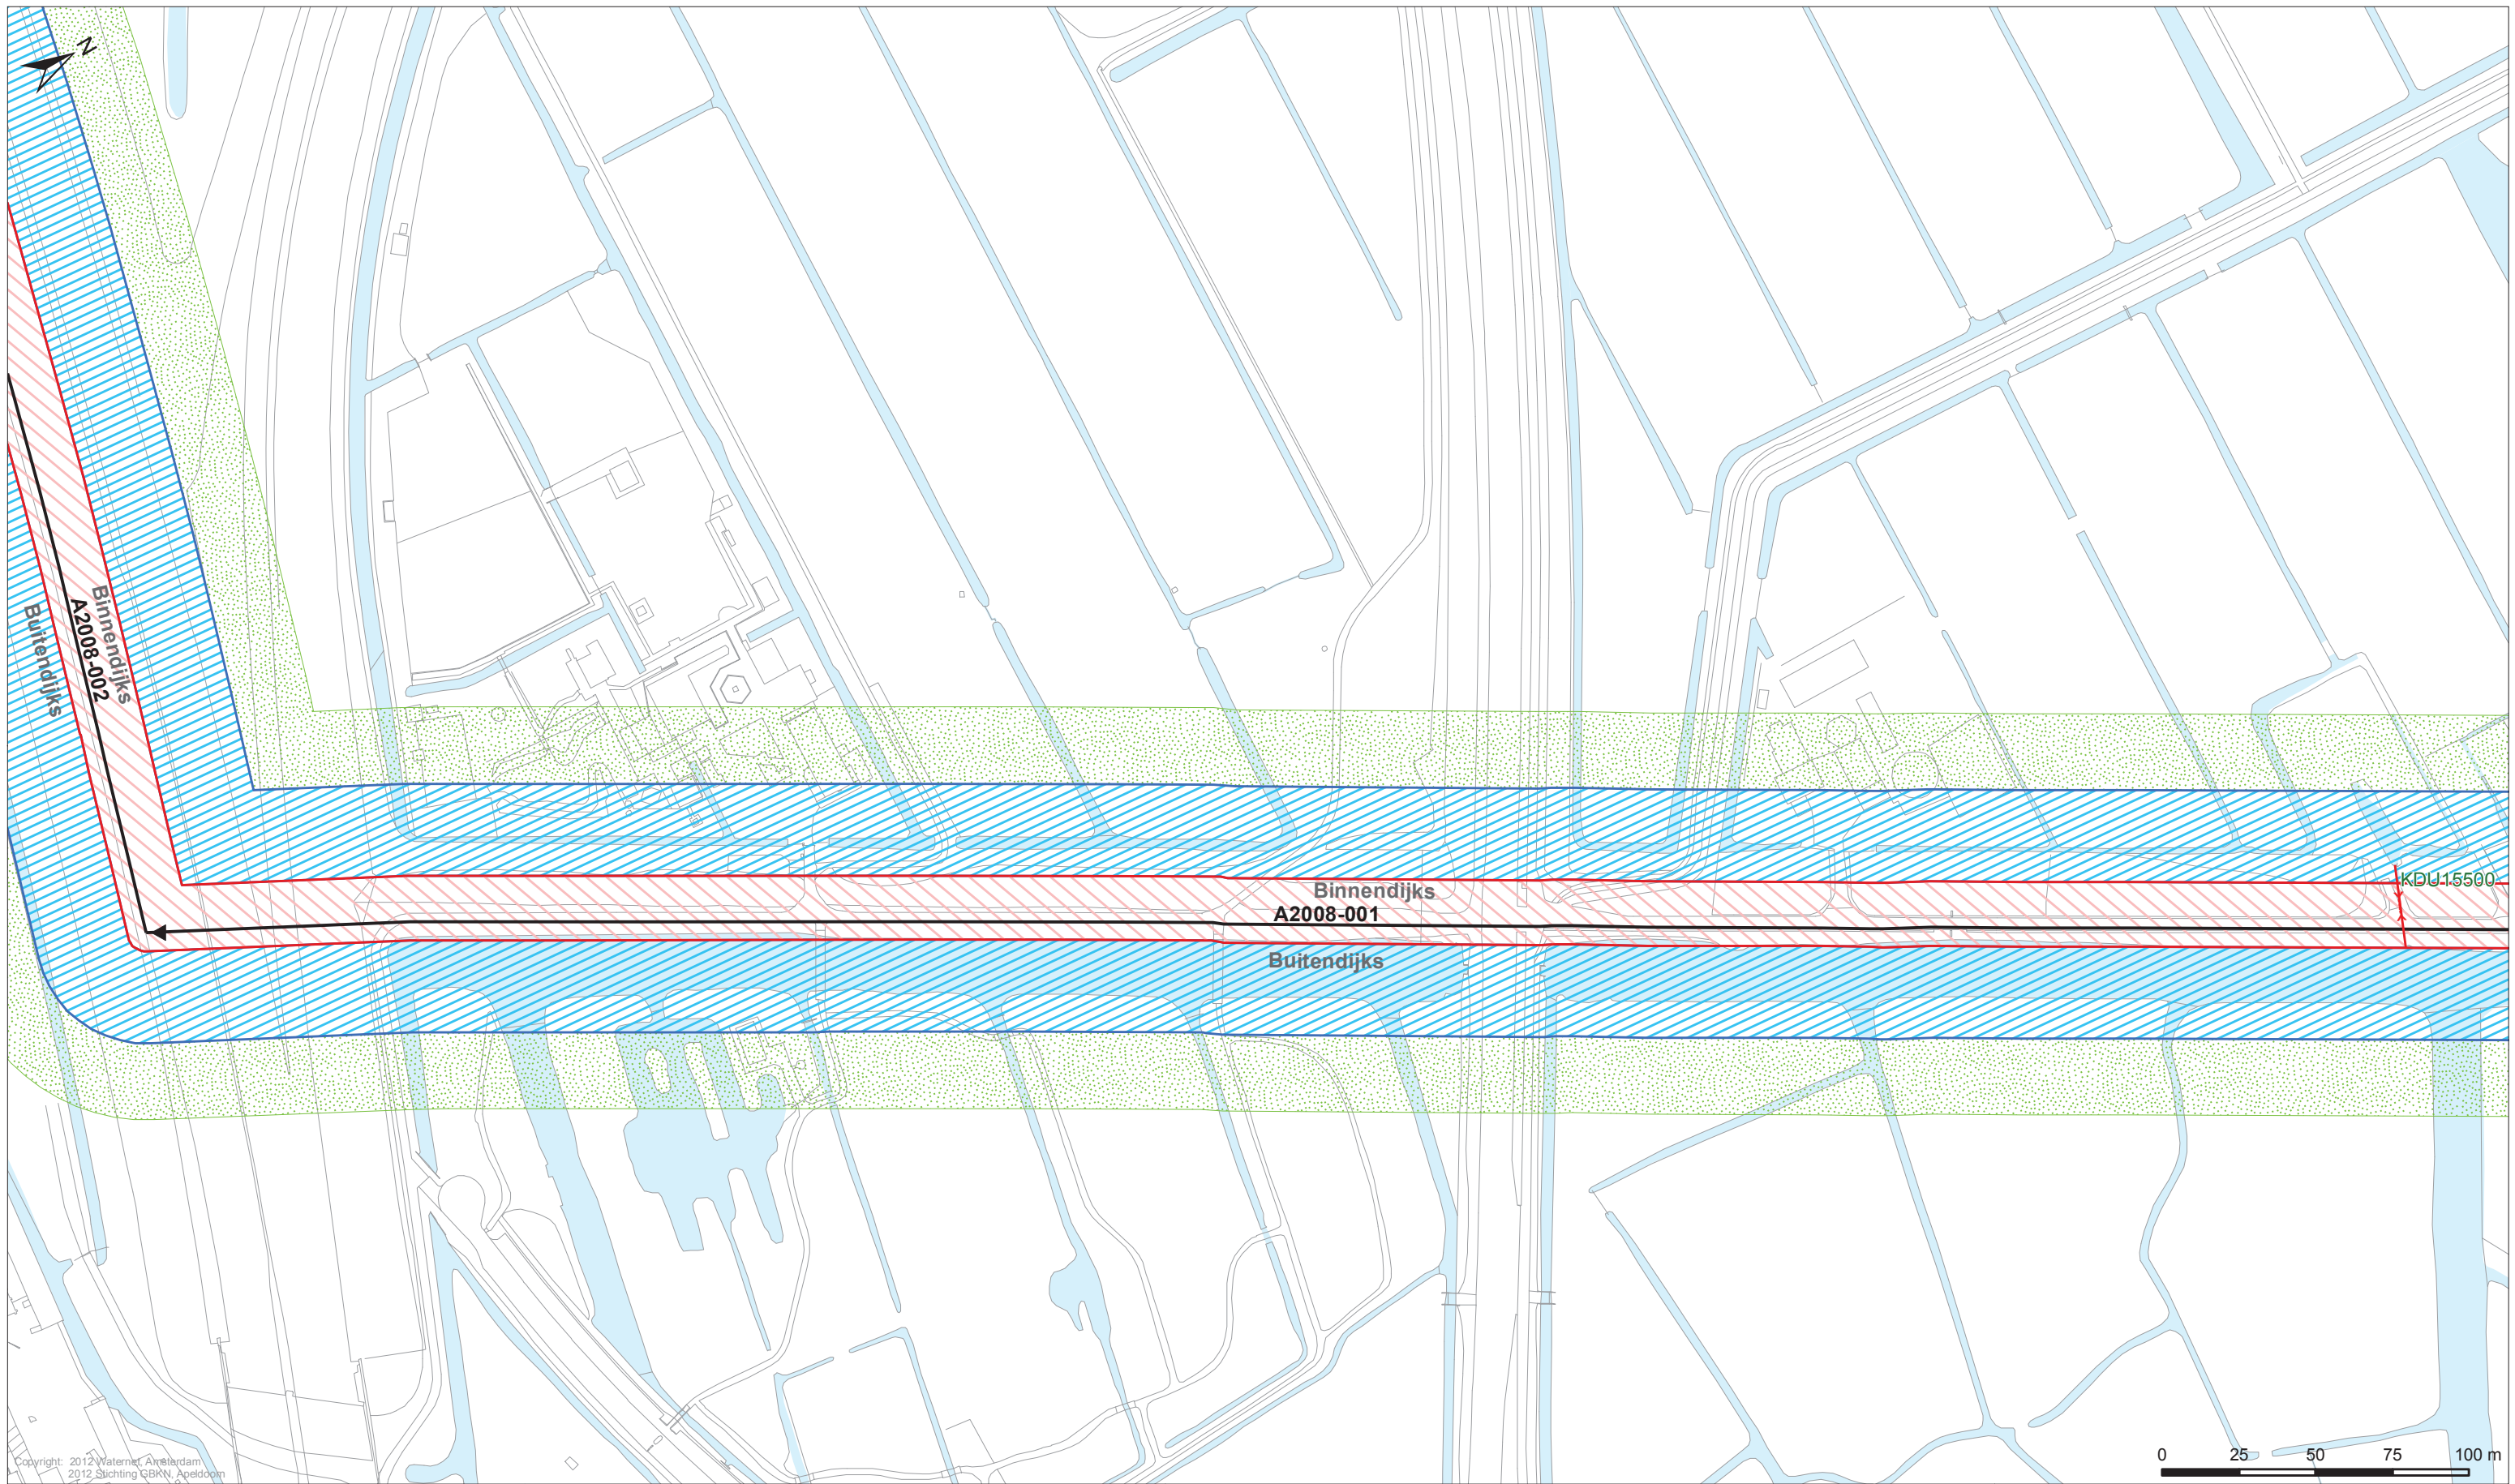 N
Binnendijks
A2008-002
Buitendijks
Binnendijks
A2008-001
Buitendijks
KDU15500
0 25 50 75 100 m
Copyright: 2012 Waternet, Amsterdam
2012 Stichting GBKN, Apeldoorn